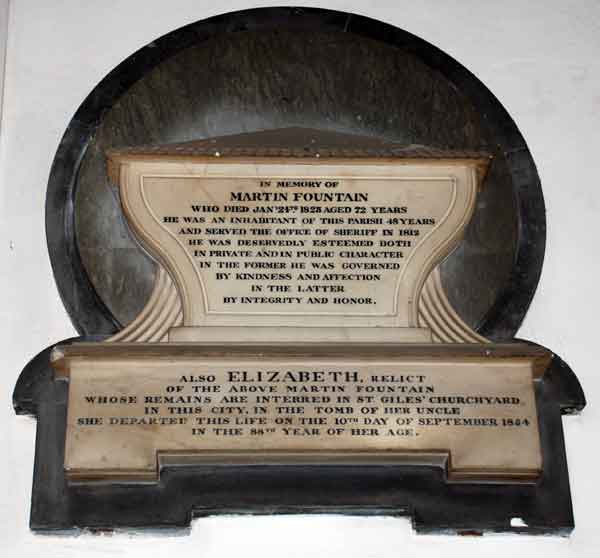 IN MEMORY OF
MARTIN FOUNTAIN
WHO DIED JANY 24TH 1825 AGED 72 YEARS
HE WAS AN INHABITANT OF THIS PARISH 48 YEARS
AND SERVED THE OFFICE OF SHERIFF IN 1812
HE WAS DESERVEDLY ESTEEMED BOTH
IN PRIVATE AND IN PUBLIC CHARACTER
IN THE FORMER HE WAS GOVERNED
BY KINDNESS AND AFFECTION
IN THE LATTER
BY INTEGRITY AND HONOR.
ALSO ELIZABETH, RELICT
OF THE ABOVE MARTIN FOUNTAIN
WHOSE REMAINS ARE INTERRED IN ST. GILES' CHURCHYARD
IN THIS CITY, IN THE TOMB OF HER UNCLE
SHE DEPARTED THIS LIFE ON THE 10TH DAY OF SEPTEMBER 1834
IN THE 88TH YEAR OF HER AGE.